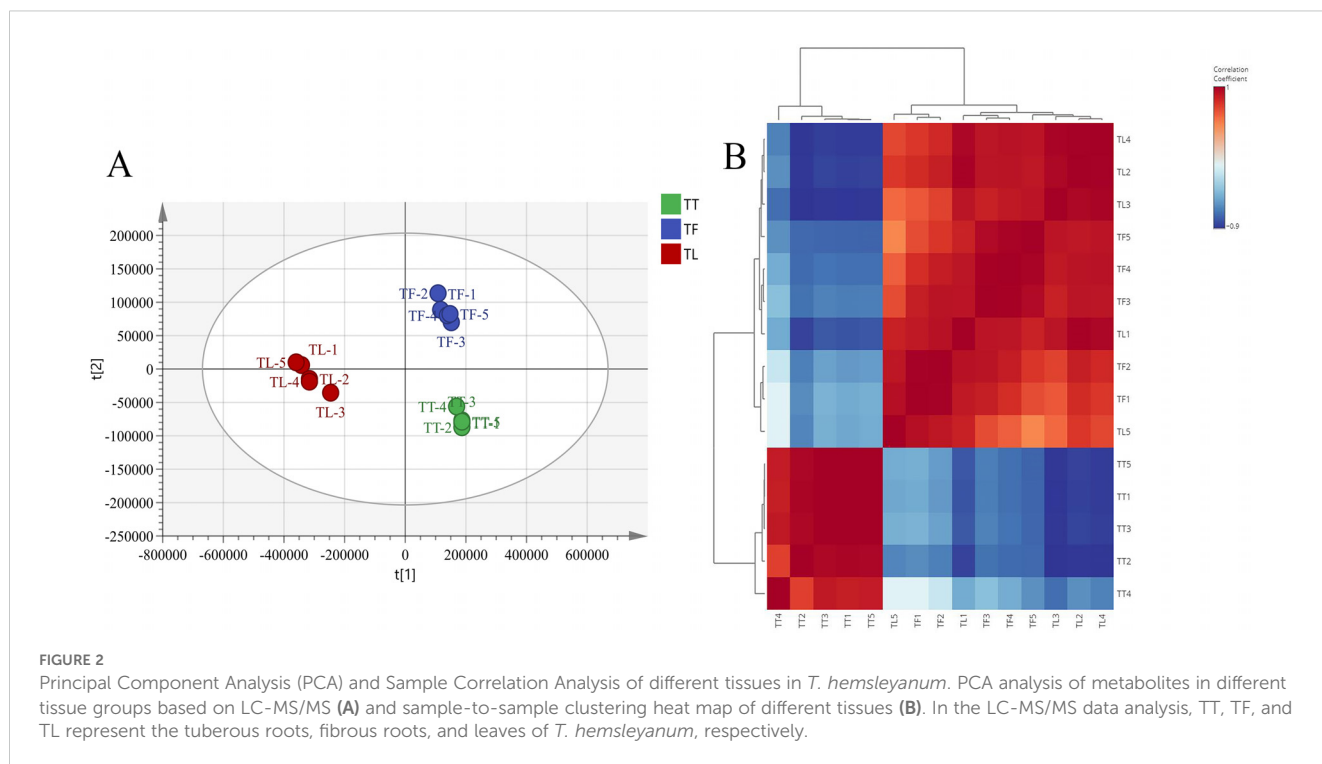 A
TT
TF
TL
200000
150000
100000
50000
0
-50000
-100000
-150000
-200000
-250000
t[2]
-800000 -600000 -400000 -200000 0 200000 400000 600000
t[1]
TF-2 TF-1
TF-4 TF-5
TF-3
TL-5 TL-1
TL-4 TL-2
TL-3
TT-4 TT-3
TT-2 TT-5
B
Correlation
Coefficient
1
-0.9
TL4
TL2
TL3
TF5
TF4
TF3
TL1
TF2
TF1
TL5
TT5
TT1
TT3
TT2
TT4
TT4 TT2 TT3 TT1 TT5 TL5 TF1 TF2 TL1 TF3 TF4 TF5 TL3 TL2 TL4
FIGURE 2
Principal Component Analysis (PCA) and Sample Correlation Analysis of different tissues in T. hemsleyanum. PCA analysis of metabolites in different
tissue groups based on LC-MS/MS (A) and sample-to-sample clustering heat map of different tissues (B). In the LC-MS/MS data analysis, TT, TF, and
TL represent the tuberous roots, fibrous roots, and leaves of T. hemsleyanum, respectively.